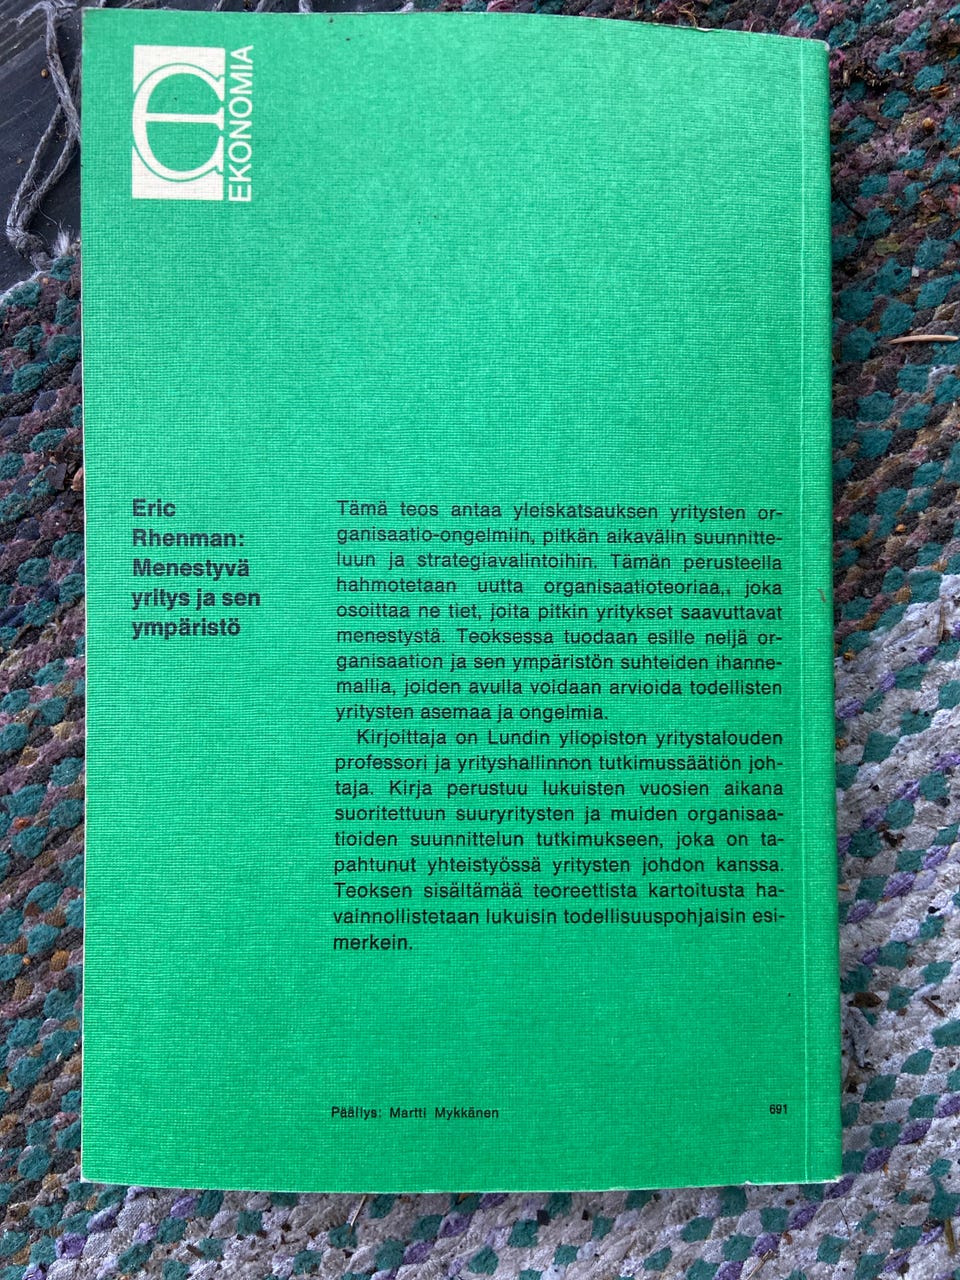 EKONOMIA
Eric
Rhenman:
Menestyvä
yritys ja sen
ympäristö
Tämä teos antaa yleiskatsauksen yritysten or-
ganisaatio-ongelmiin, pitkän aikavälin suunnitte-
luun ja strategiavalintoihin. Tämän perusteella
hahmotetaan uutta organisaatioteoriaa,, joka
osoittaa ne tiet, joita pitkin yritykset saavuttavat
menestystä. Teoksessa tuodaan esille neljä or-
ganisaation ja sen ympäristön suhteiden ihanne-
mallia, joiden avulla voidaan arvioida todellisten
yritysten asemaa ja ongelmia.
Kirjoittaja on Lundin yliopiston yritystalouden
professori ja yrityshallinnon tutkimussäätiön joh-
taja. Kirja perustuu lukuisten vuosien aikana
suoritettuun suuryritysten ja muiden organisaa-
tioiden suunnittelun tutkimukseen, joka on ta-
pahtunut yhteistyössä yritysten johdon kanssa.
Teoksen sisältämää teoreettista kartoitusta ha-
vainnollistetaan lukuisin todellisuuspohjaisin esi-
merkein.
Päällys: Martti Mykkänen
691